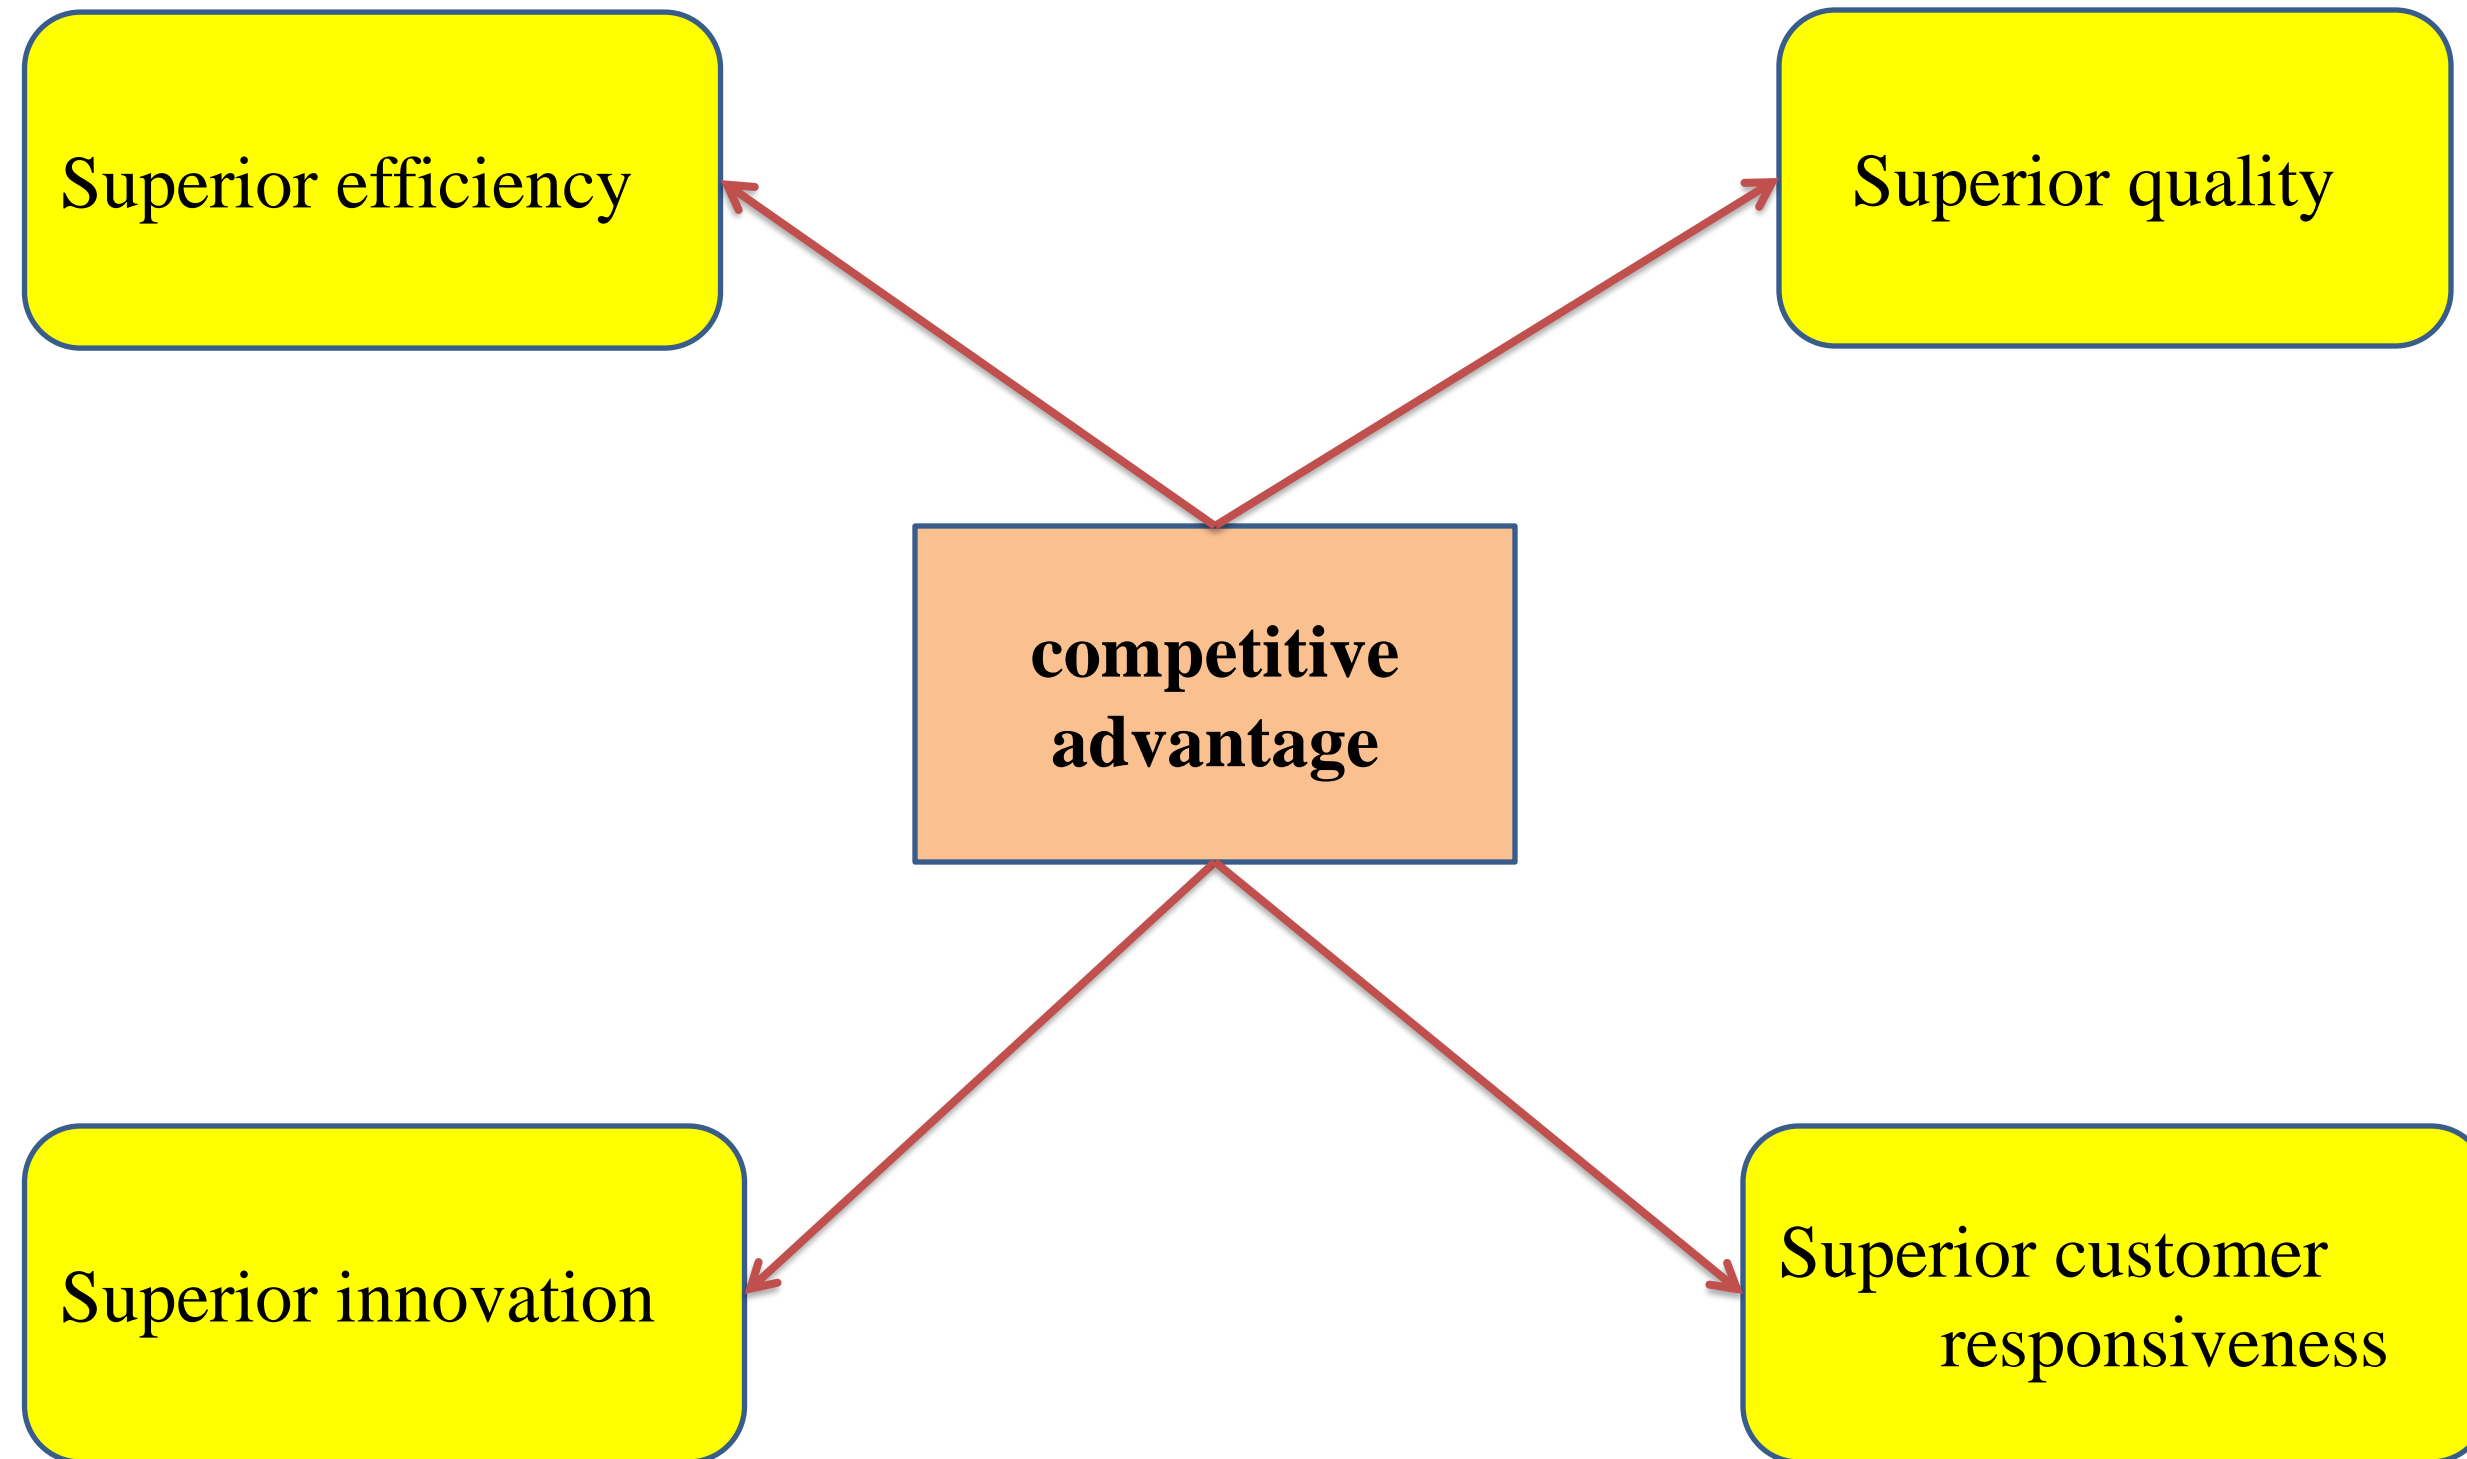 Superior efficiency
Superior quality
competitive
advantage
Superior innovation
Superior customer
responsiveness